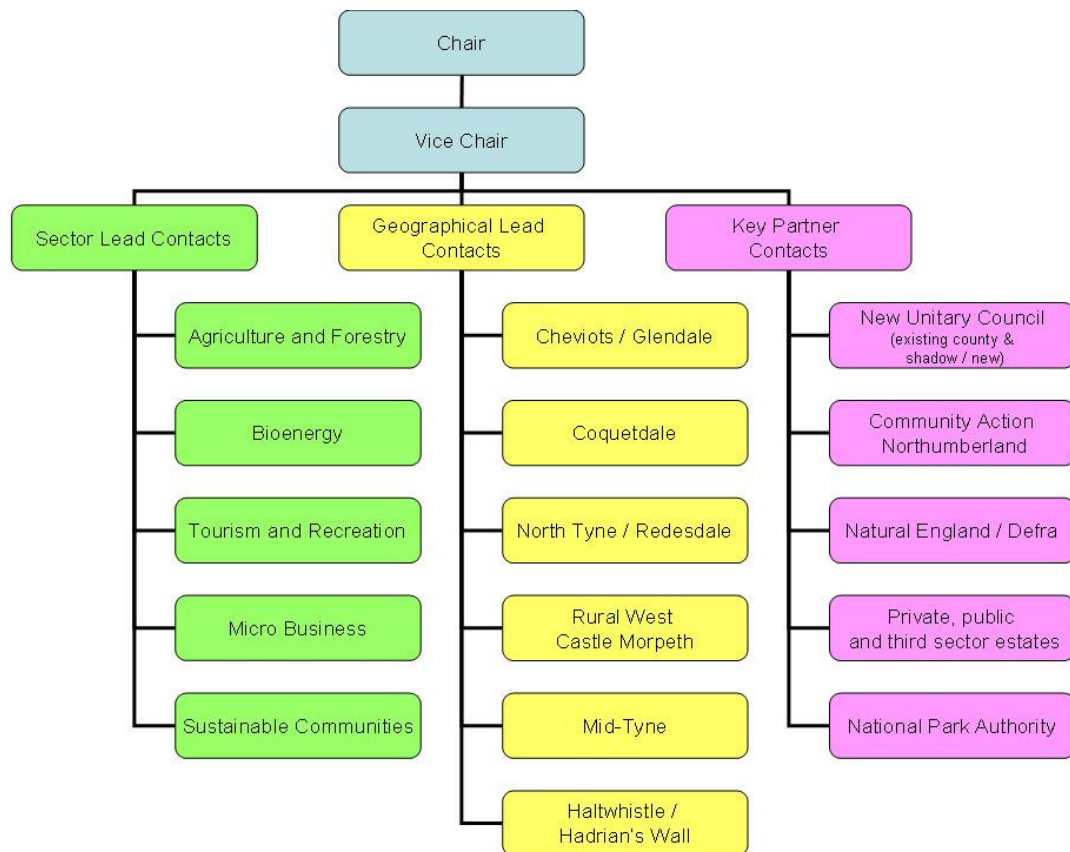 Chair
Vice Chair
Sector Lead Contacts
Geographical Lead
Contacts
Key Partner
Contacts
Agriculture and Forestry
Bioenergy
Tourism and Recreation
Micro Business
Sustainable Communities
Cheviots / Glendale
Coquetdale
North Tyne / Redesdale
Rural West
Castle Morpeth
Mid-Tyne
Haltwhistle /
Hadrian's Wall
New Unitary Council
(existing county &
shadow / new)
Community Action
Northumberland
Natural England / Defra
Private, public
and third sector estates
National Park Authority